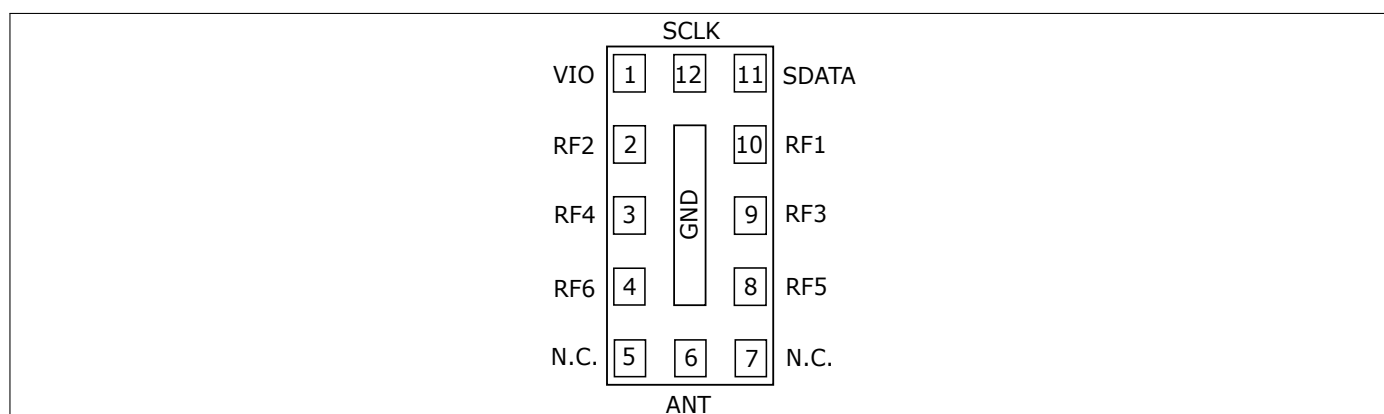 SCLK
VIO 1 12 11 SDATA
RF2 2 10 RF1
RF4 3 GND 9 RF3
RF6 4 8 RF5
N.C. 5 6 7 N.C.
ANT